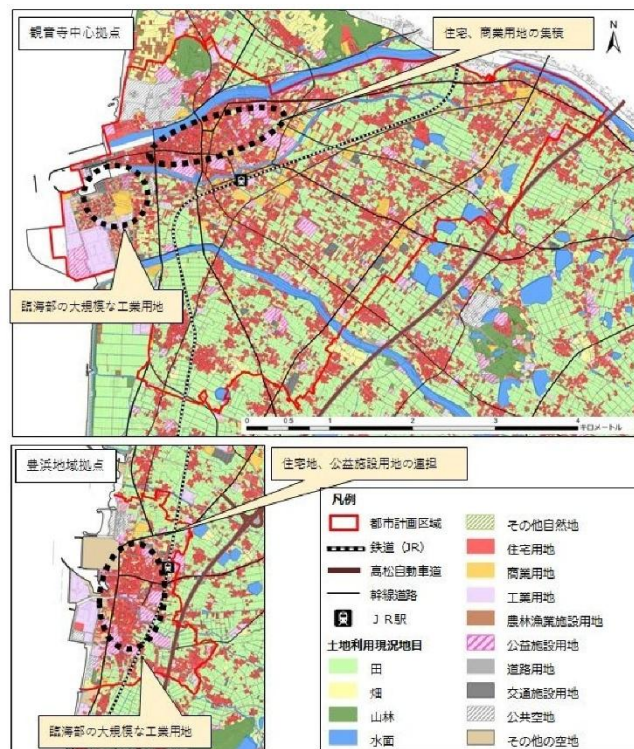 観音寺中心拠点
住宅、商業用地の集積
N
臨海部の大規模な工業用地
0 0.5 1 2 3 4
キロメートル
豊浜地域拠点
住宅地、公益施設用地の連担
臨海部の大規模な工業用地
凡例
都市計画区域
鉄道（JR）
高松自動車道
幹線道路
ＪＲ駅
土地利用現況地目
田
畑
山林
水面
その他自然地
住宅用地
商業用地
工業用地
農林漁業施設用地
公益施設用地
道路用地
交通施設用地
公共空地
その他の空地